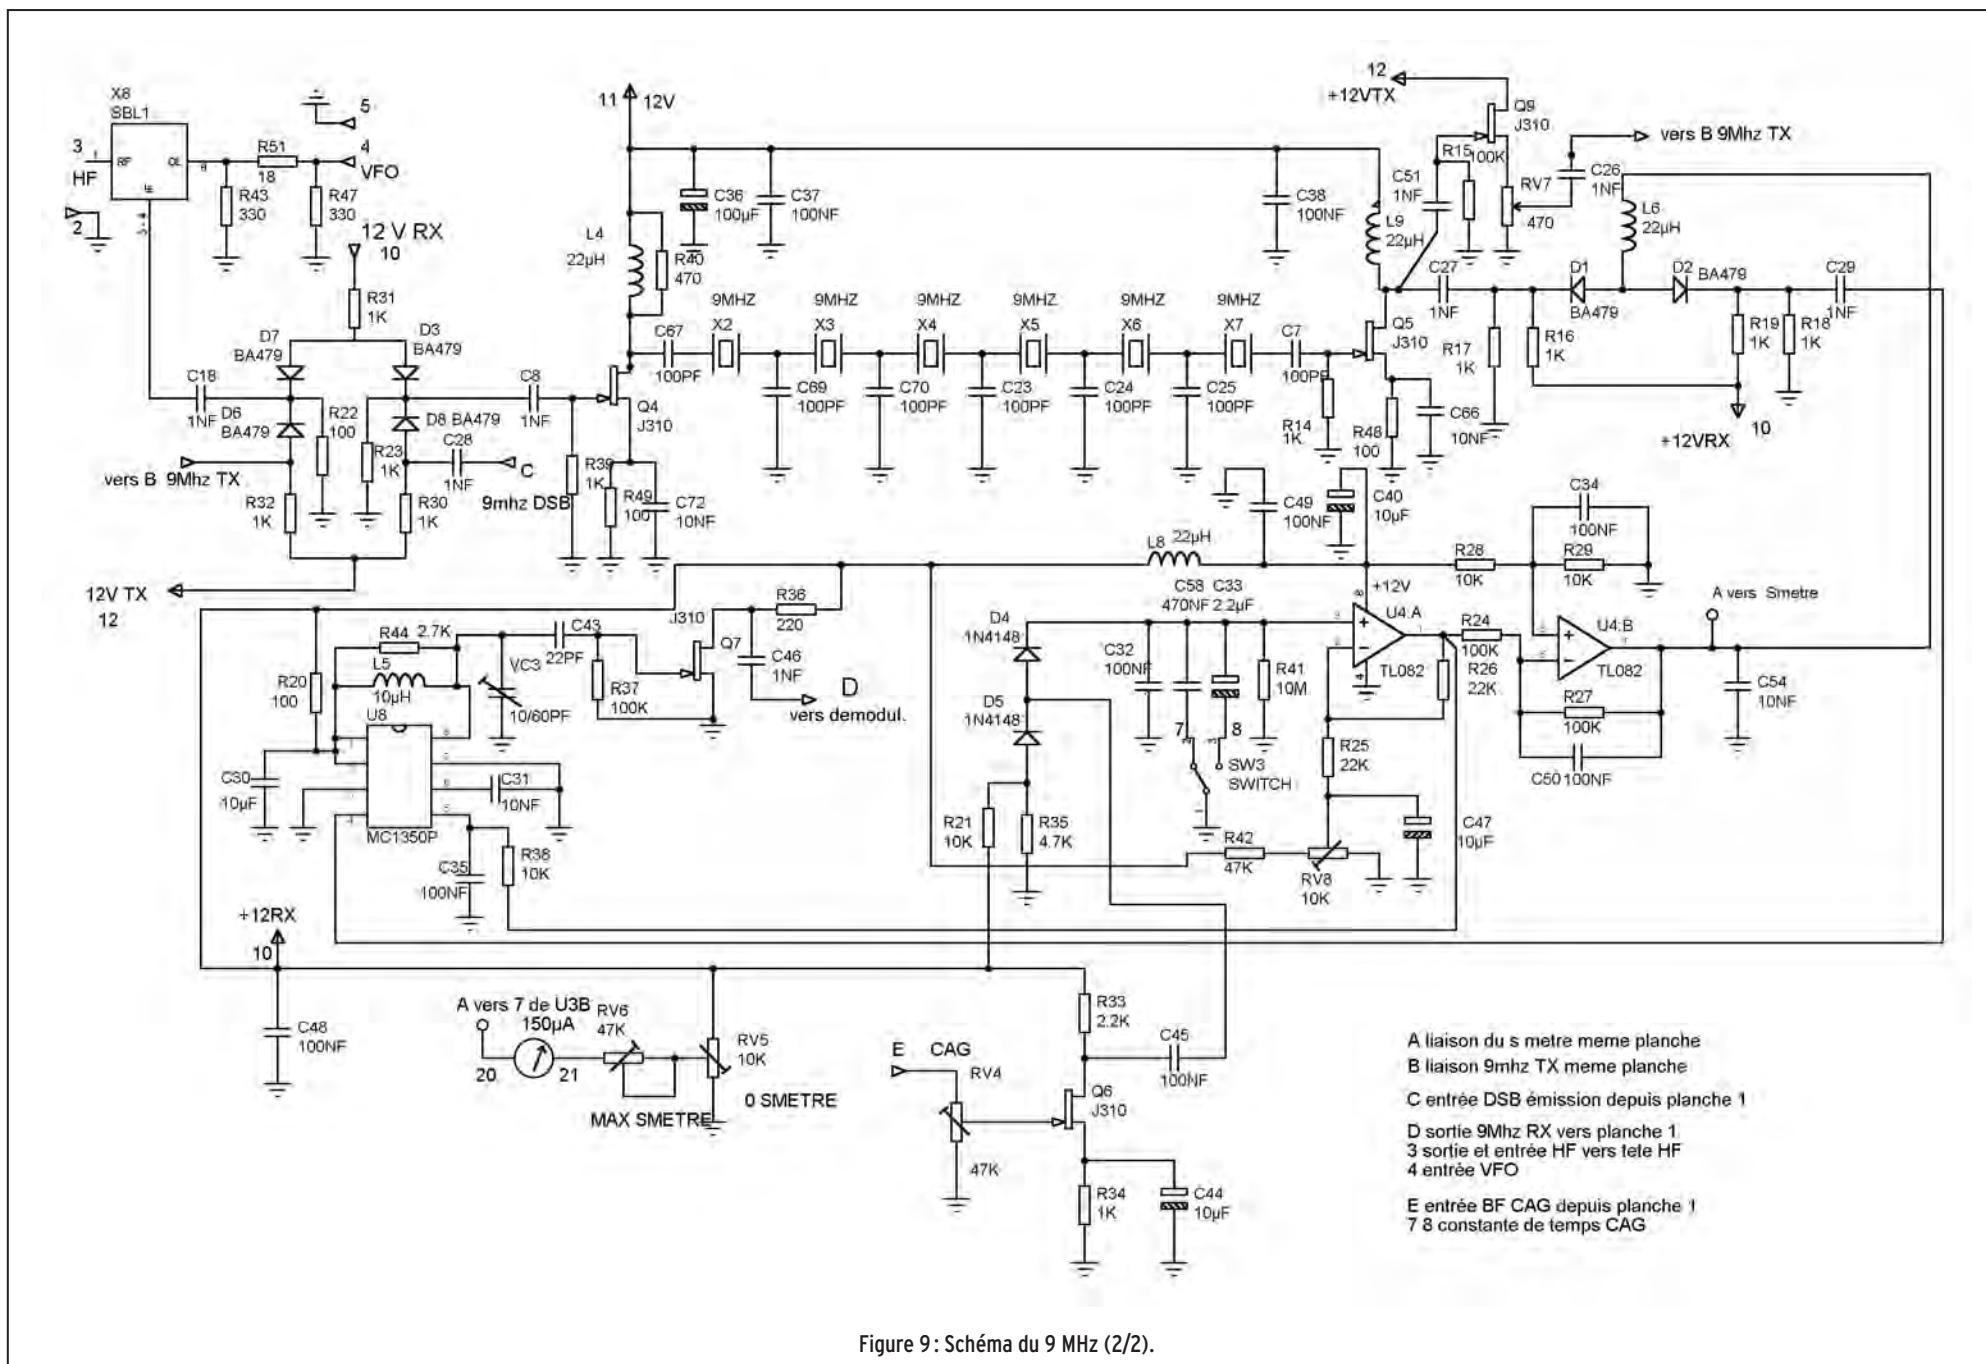 X8
SBL1
RF
OL
IF
3
HF
2
5
4
VFO
R51
18
R43
330
R47
330
3-4
12 V RX
10
R31
1K
D7
BA479
D3
BA479
C18
1NF
D6
BA479
R22
100
D8 BA479
R23
1K
C28
1NF
C
9mhz DSB
vers B 9Mhz TX
R32
1K
R30
1K
12V TX
12
C8
1NF
11
12V
L4
22µH
R40
470
C36
100µF
C37
100NF
C38
100NF
Q4
J310
R39
1K
R49
100
C72
10NF
C67
100PF
9MHZ
X2
9MHZ
X3
9MHZ
X4
9MHZ
X5
9MHZ
X6
9MHZ
X7
C69
100PF
C70
100PF
C23
100PF
C24
100PF
C25
100PF
C7
100PF
R14
1K
Q5
J310
R48
100
C66
10NF
L9
22µH
12
+12VTX
Q9
J310
R15
100K
C51
1NF
RV7
470
C26
1NF
vers B 9Mhz TX
L6
22µH
C27
1NF
D1
BA479
D2
BA479
C29
1NF
R17
1K
R16
1K
R19
1K
R18
1K
10
+12VRX
C49
100NF
C40
10µF
C34
100NF
R28
10K
R29
10K
L8
22µH
+12V
U4:A
TL082
8
3
2
1
4
R24
100K
R26
22K
U4:B
TL082
A vers Smetre
R27
100K
C50
100NF
C54
10NF
D4
1N4148
D5
1N4148
C32
100NF
C58
470NF
C33
2.2µF
R41
10M
7
8
SW3
SWITCH
R25
22K
C47
10µF
R42
47K
RV8
10K
R21
10K
R35
4.7K
R36
220
J310
Q7
C46
1NF
D
vers demodul.
C43
22PF
R37
100K
VC3
10/60PF
R44
2.7K
L5
10µH
R20
100
U8
MC1350P
C30
10µF
C31
10NF
C35
100NF
R38
10K
+12RX
10
C48
100NF
A vers 7 de U3B
150µA
20
21
RV6
47K
MAX SMETRE
RV5
10K
0 SMETRE
E CAG
RV4
47K
R33
2.2K
C45
100NF
Q6
J310
R34
1K
C44
10µF
A liaison du s metre meme planche
B liaison 9mhz TX meme planche
C entrée DSB émission depuis planche 1
D sortie 9Mhz RX vers planche 1
3 sortie et entrée HF vers tete HF
4 entrée VFO
E entrée BF CAG depuis planche 1
7 8 constante de temps CAG
Figure 9 : Schéma du 9 MHz (2/2).